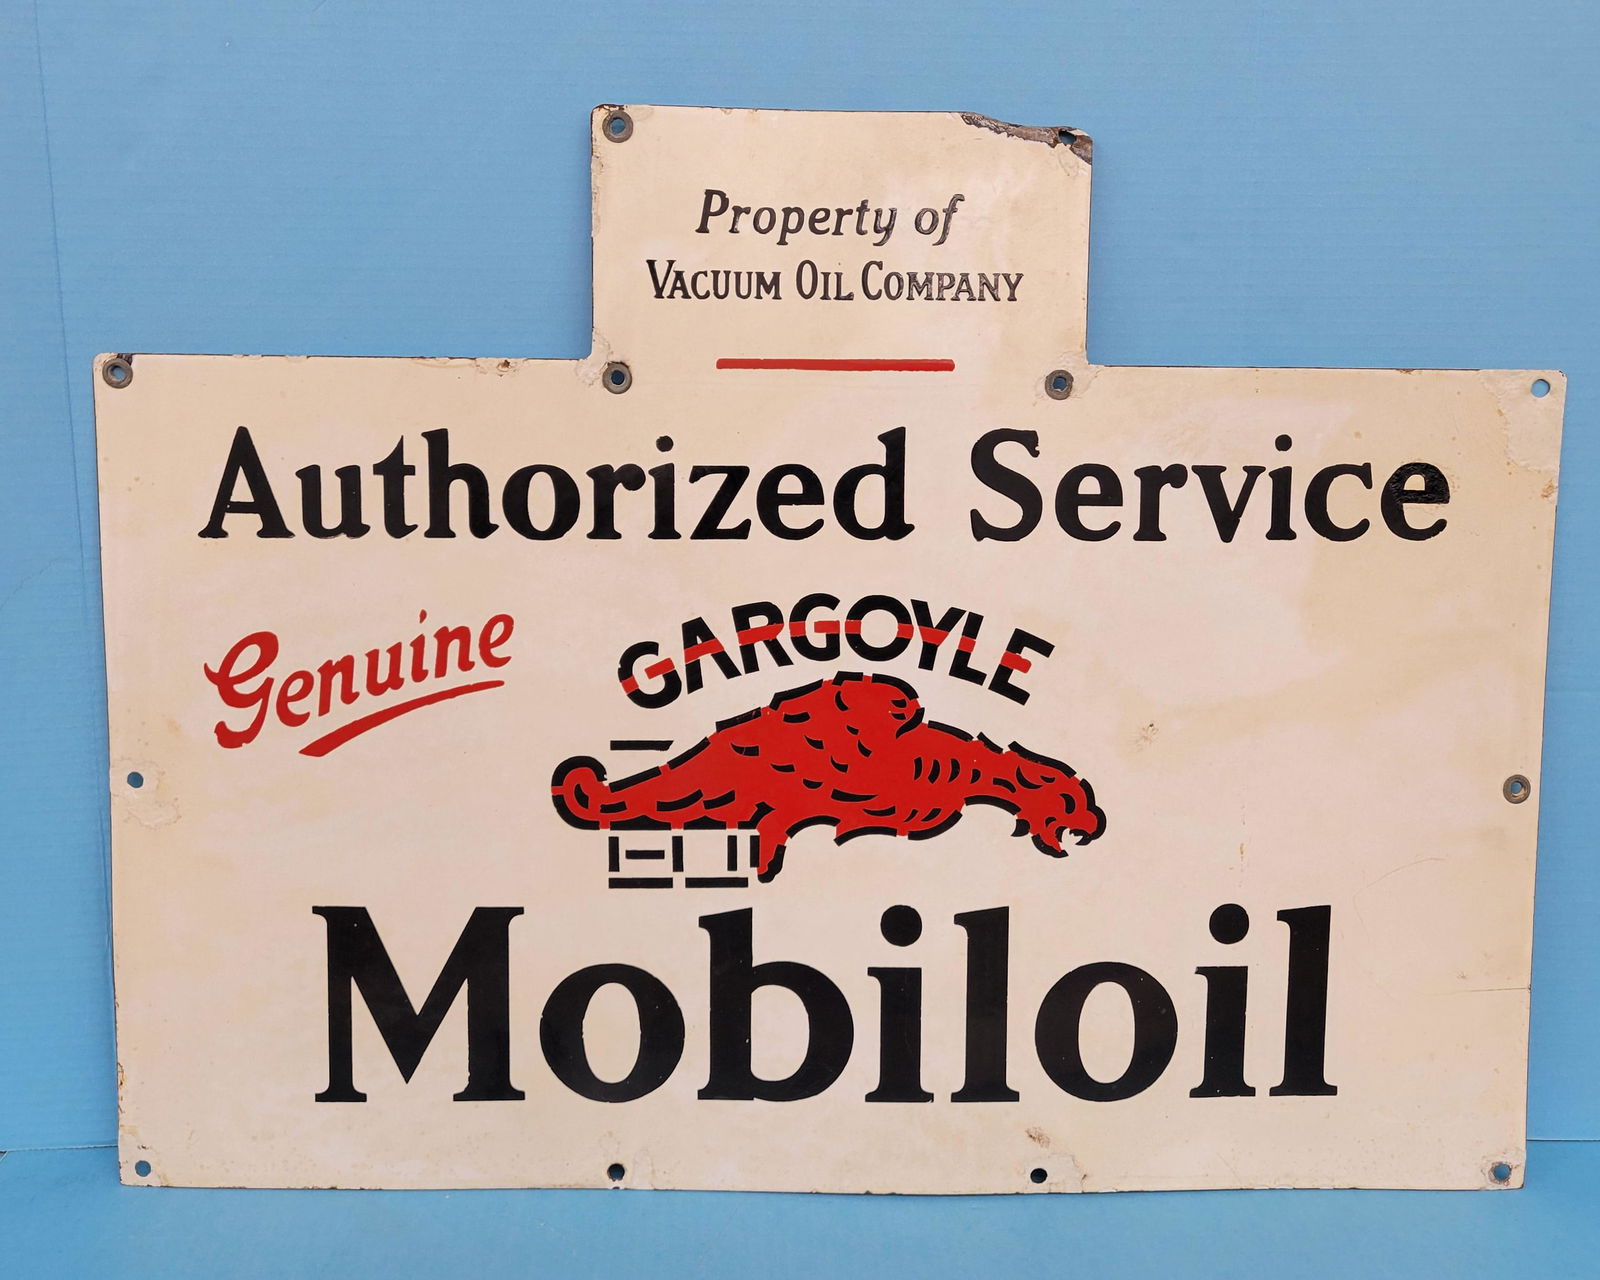 Property of
VACUUM OIL COMPANY
Authorized Service
Genuine
GARGOYLE
Mobiloil